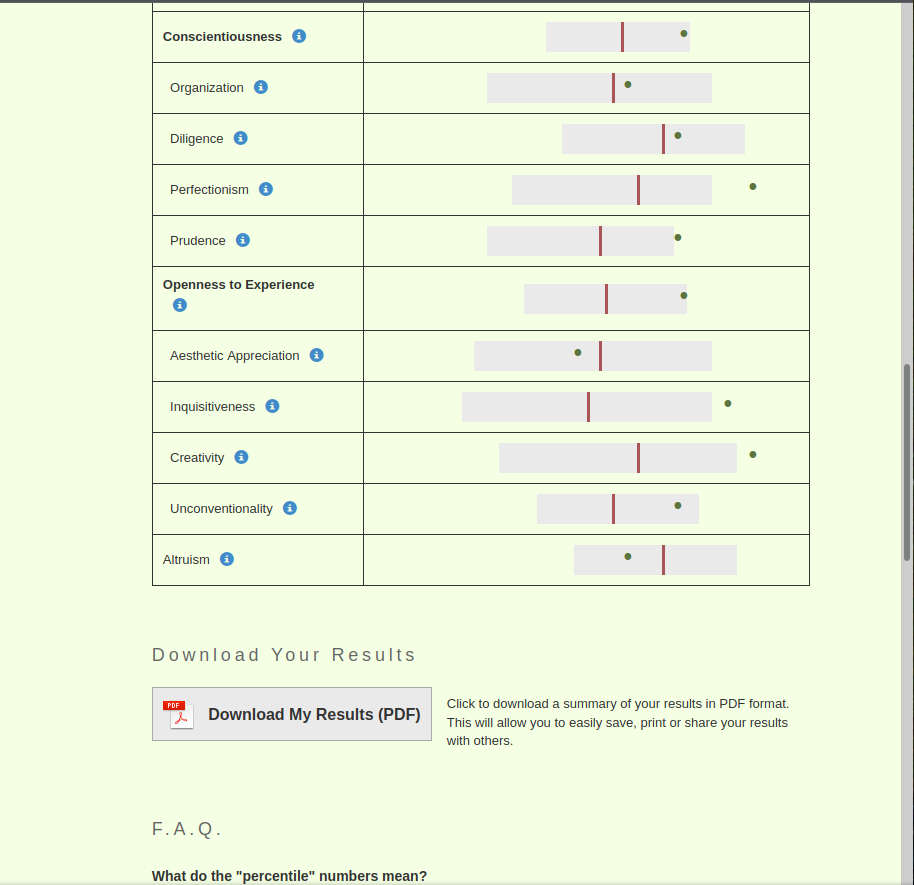 Conscientiousness
Organization
Diligence
Perfectionism
Prudence
Openness to Experience
Aesthetic Appreciation
Inquisitiveness
Creativity
Unconventionality
Altruism
Download Your Results
PDF
Download My Results (PDF)
Click to download a summary of your results in PDF format.
This will allow you to easily save, print or share your results
with others.
F.A.Q.
What do the "percentile" numbers mean?